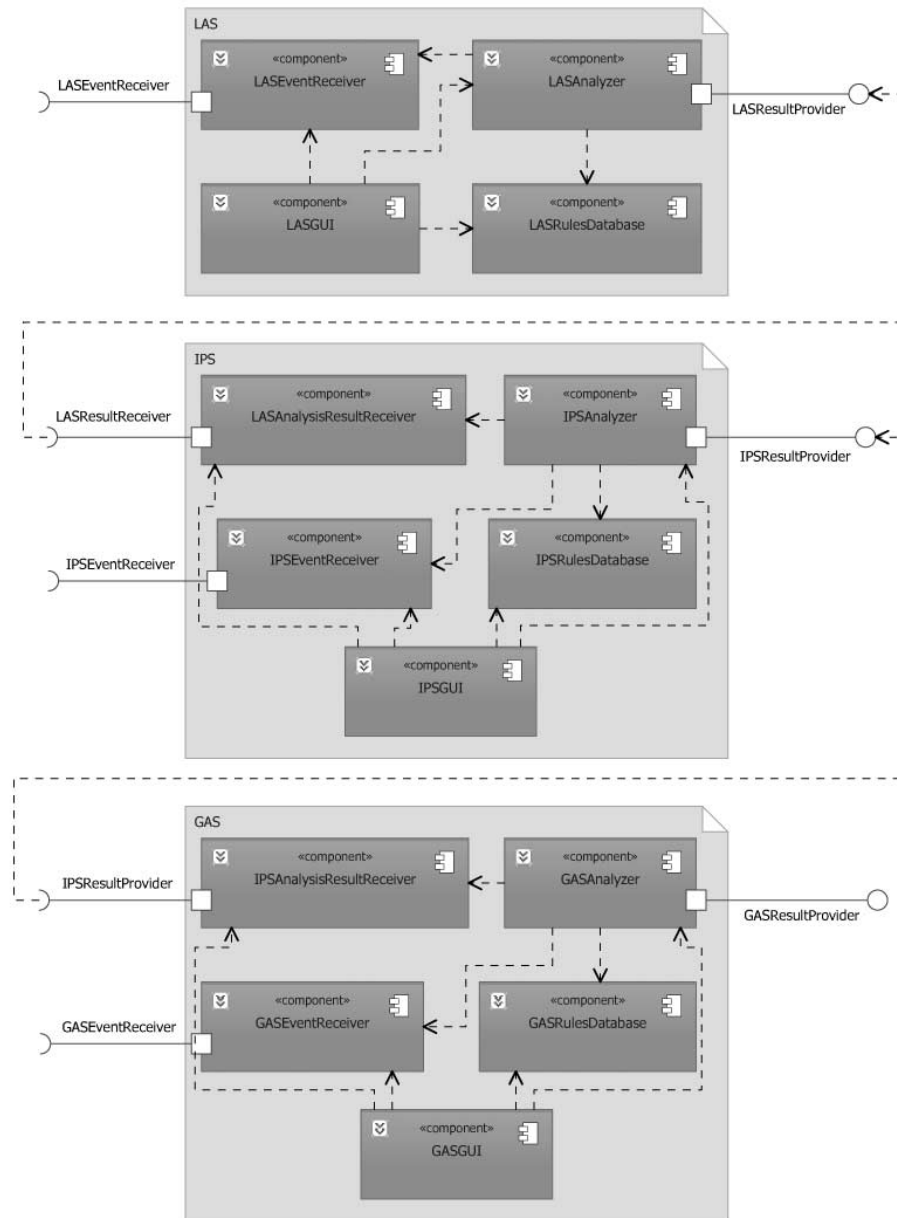 LAS
«component»
LASEventReceiver
«component»
LASAnalyzer
LASEventReceiver
LASResultProvider
«component»
LASGUI
«component»
LASRulesDatabase
IPS
«component»
LASAnalysisResultReceiver
«component»
IPSAnalyzer
LASResultReceiver
IPSResultProvider
«component»
IPSEventReceiver
«component»
IPSRulesDatabase
IPSEventReceiver
«component»
IPSGUI
GAS
«component»
IPSAnalysisResultReceiver
«component»
GASAnalyzer
IPSResultProvider
GASResultProvider
«component»
GASEventReceiver
«component»
GASRulesDatabase
GASEventReceiver
«component»
GASGUI